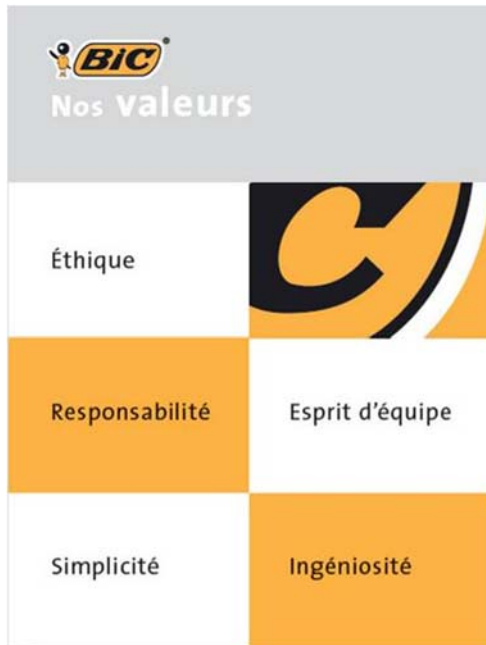 BiC®
Nos valeurs
Éthique
Responsabilité
Esprit d’équipe
Simplicité
Ingéniosité